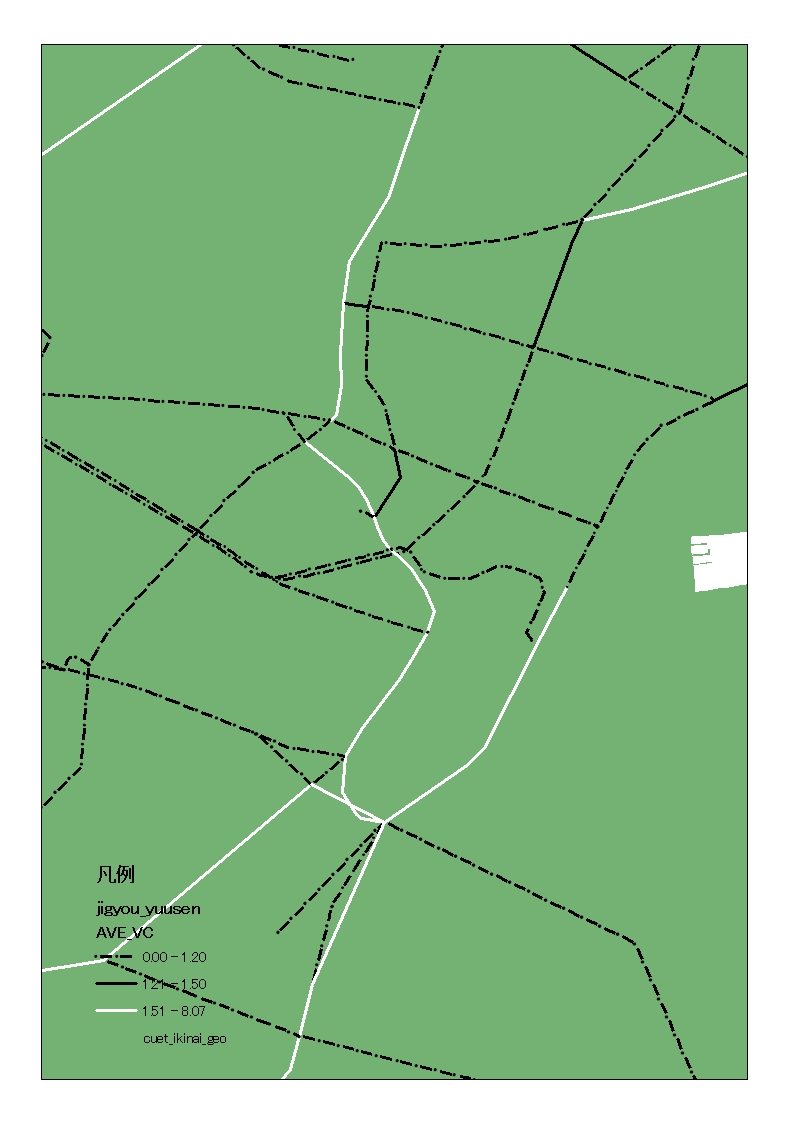 凡例
jigyou_yuusen
AVE_VC
0.00 - 1.20
1.21 - 1.50
1.51 - 8.07
cuet_ikinai_geo